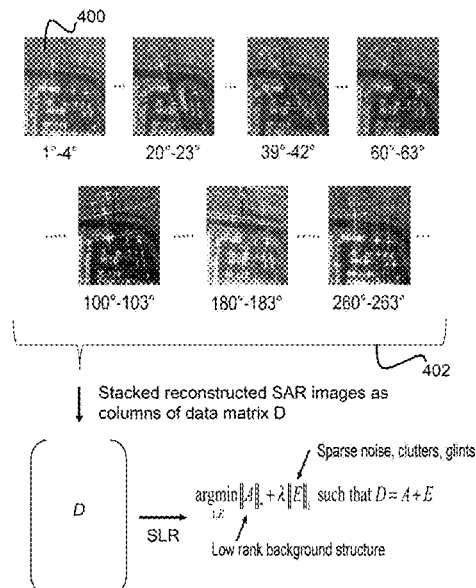 400
1°-4° ... 20°-23° ... 39°-42° ... 60°-63°
100°-103° 180°-183° 260°-263°
402
Stacked reconstructed SAR images as
columns of data matrix D
Sparse noise, clutters, glints
D
SLR
argmin ‖A‖* + λ‖E‖₁ such that D = A + E
A,E
Low rank background structure